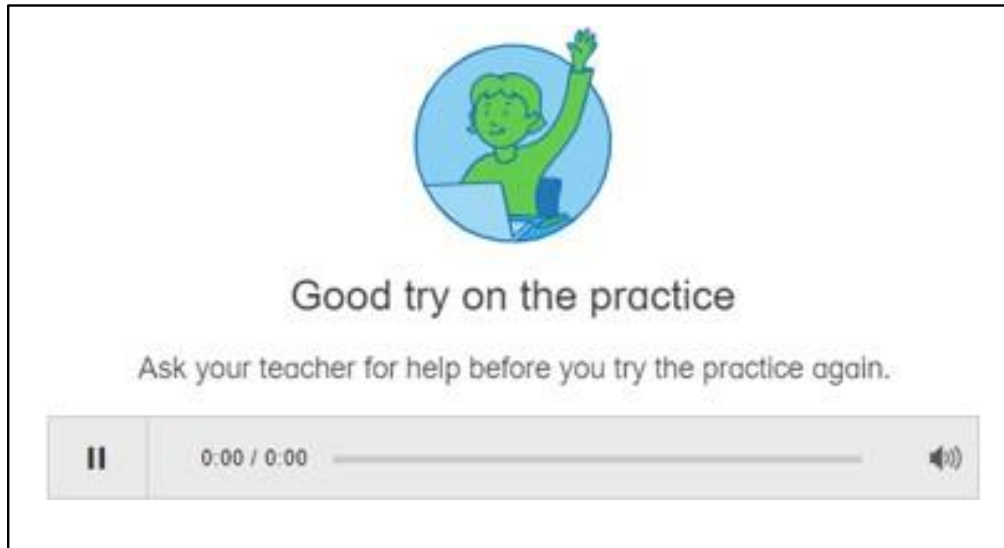 Good try on the practice
Ask your teacher for help before you try the practice again.
0:00 / 0:00